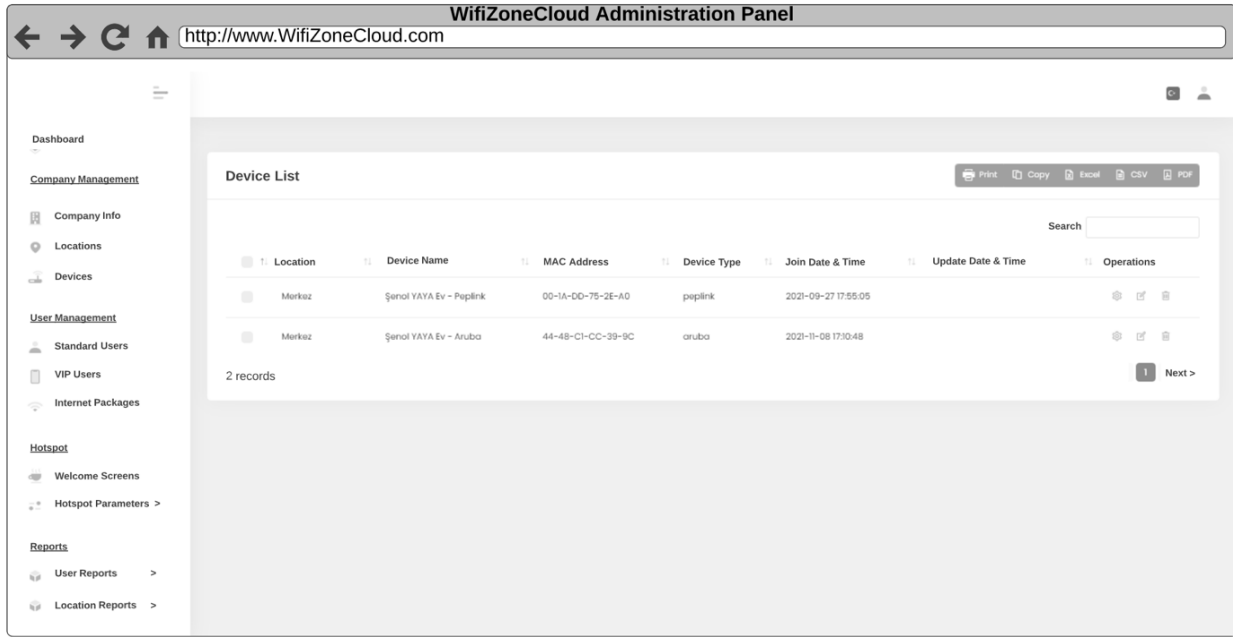 WifiZoneCloud Administration Panel
http://www.WifiZoneCloud.com
Dashboard
Company Management
Company Info
Locations
Devices
User Management
Standard Users
VIP Users
Internet Packages
Hotspot
Welcome Screens
Hotspot Parameters >
Reports
User Reports >
Location Reports >
Device List
Print Copy Excel CSV PDF
Search
Location Device Name MAC Address Device Type Join Date & Time Update Date & Time Operations
Merkez Şenol YAYA Ev - Peplink 00-1A-DD-75-2E-A0 peplink 2021-09-27 17:55:05
Merkez Şenol YAYA Ev - Aruba 44-48-C1-CC-39-9C aruba 2021-11-08 17:10:48
2 records
1 Next >